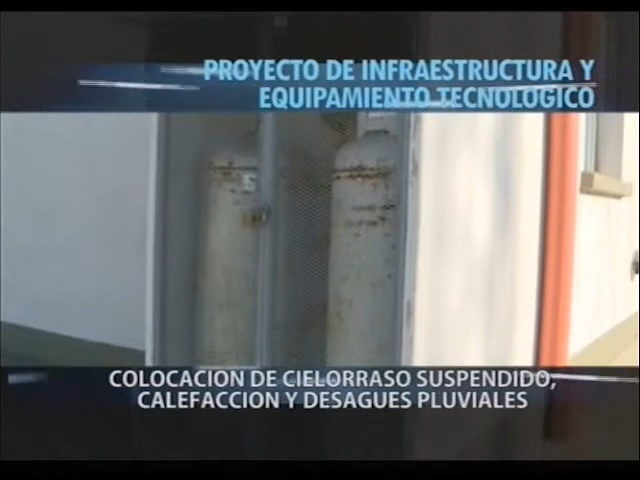 PROYECTO DE INFRAESTRUCTURA Y
EQUIPAMIENTO TECNOLOGICO
COLOCACION DE CIELORRASO SUSPENDIDO,
CALEFACCION Y DESAGUES PLUVIALES